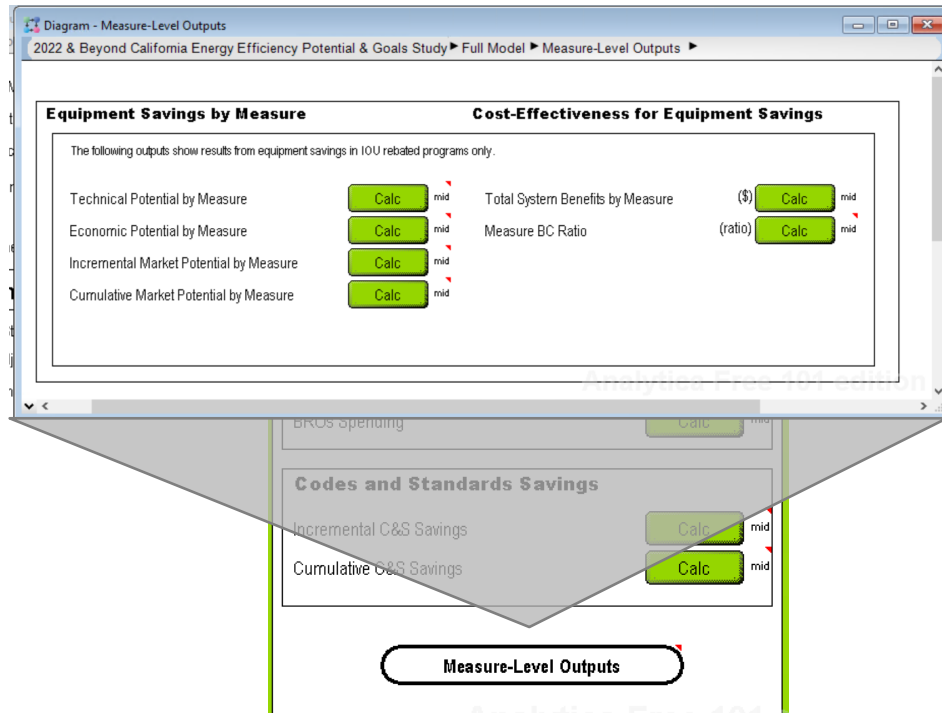 Diagram - Measure-Level Outputs
2022 & Beyond California Energy Efficiency Potential & Goals Study Full Model Measure-Level Outputs
Equipment Savings by Measure
Cost-Effectiveness for Equipment Savings
The following outputs show results from equipment savings in IOU rebated programs only.
Technical Potential by Measure Calc mid
Total System Benefits by Measure ($) Calc mid
Economic Potential by Measure Calc mid
Measure BC Ratio (ratio) Calc mid
Incremental Market Potential by Measure Calc mid
Cumulative Market Potential by Measure Calc mid
Analytica Free 101 edition
BROs Spending Calc mid
Codes and Standards Savings
Incremental C&S Savings Calc mid
Cumulative C&S Savings Calc mid
Measure-Level Outputs